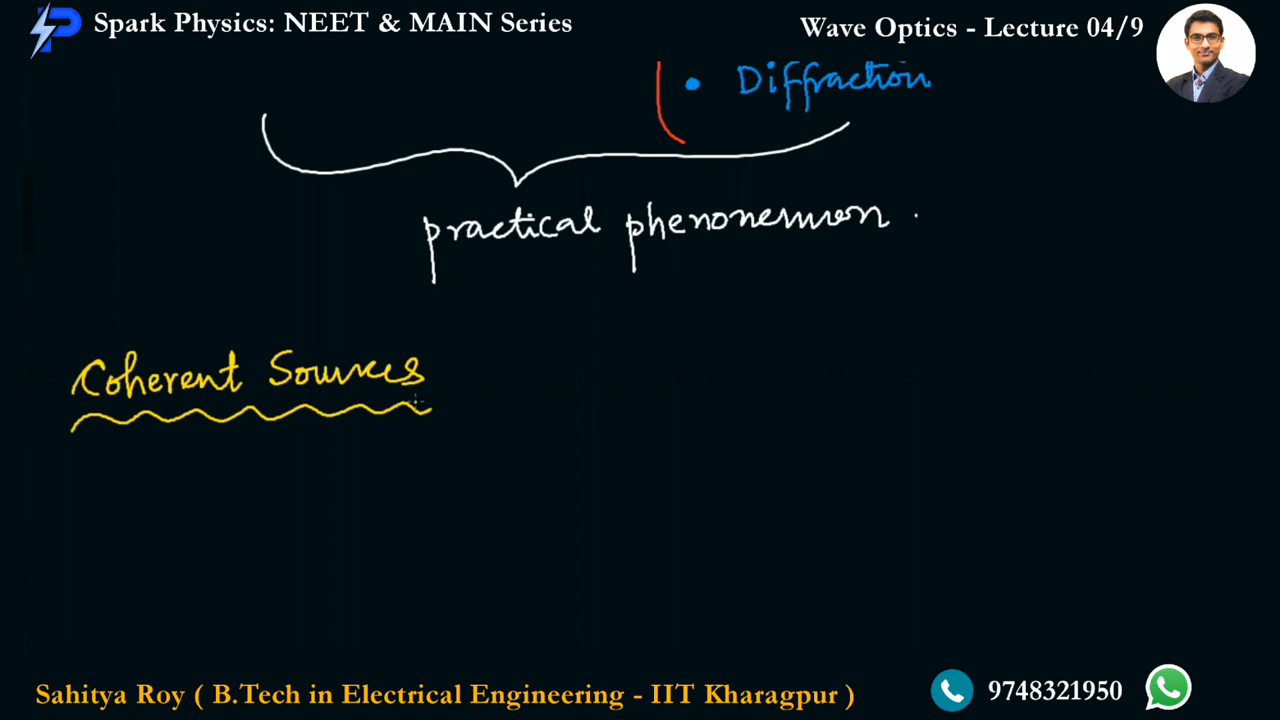 Spark Physics: NEET & MAIN Series
Wave Optics - Lecture 04/9
• Diffraction
practical phenonemuon .
Coherent Sources
Sahitya Roy ( B.Tech in Electrical Engineering - IIT Kharagpur )
9748321950